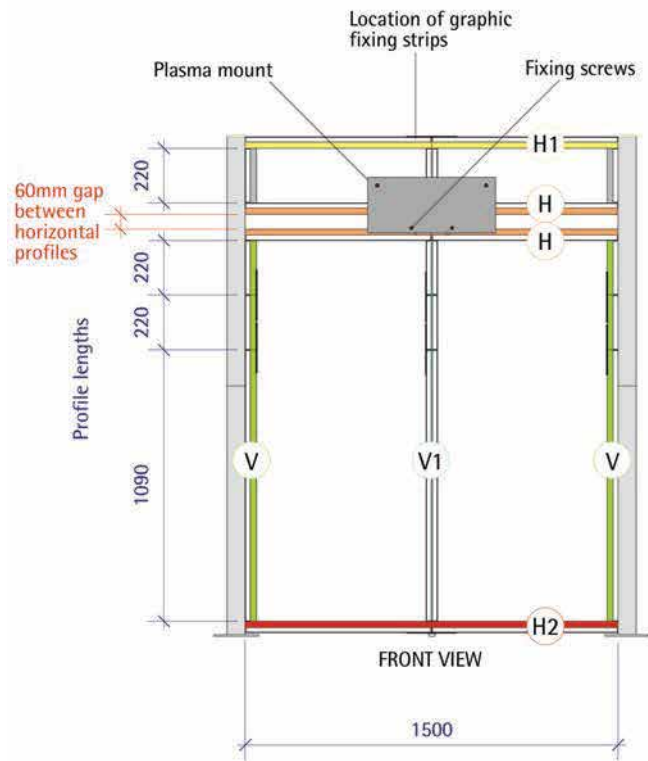 Location of graphic
fixing strips
Plasma mount
Fixing screws
H1
220
60mm gap
between
horizontal
profiles
H
H
220
220
Profile lengths
1090
V
V1
V
H2
FRONT VIEW
1500